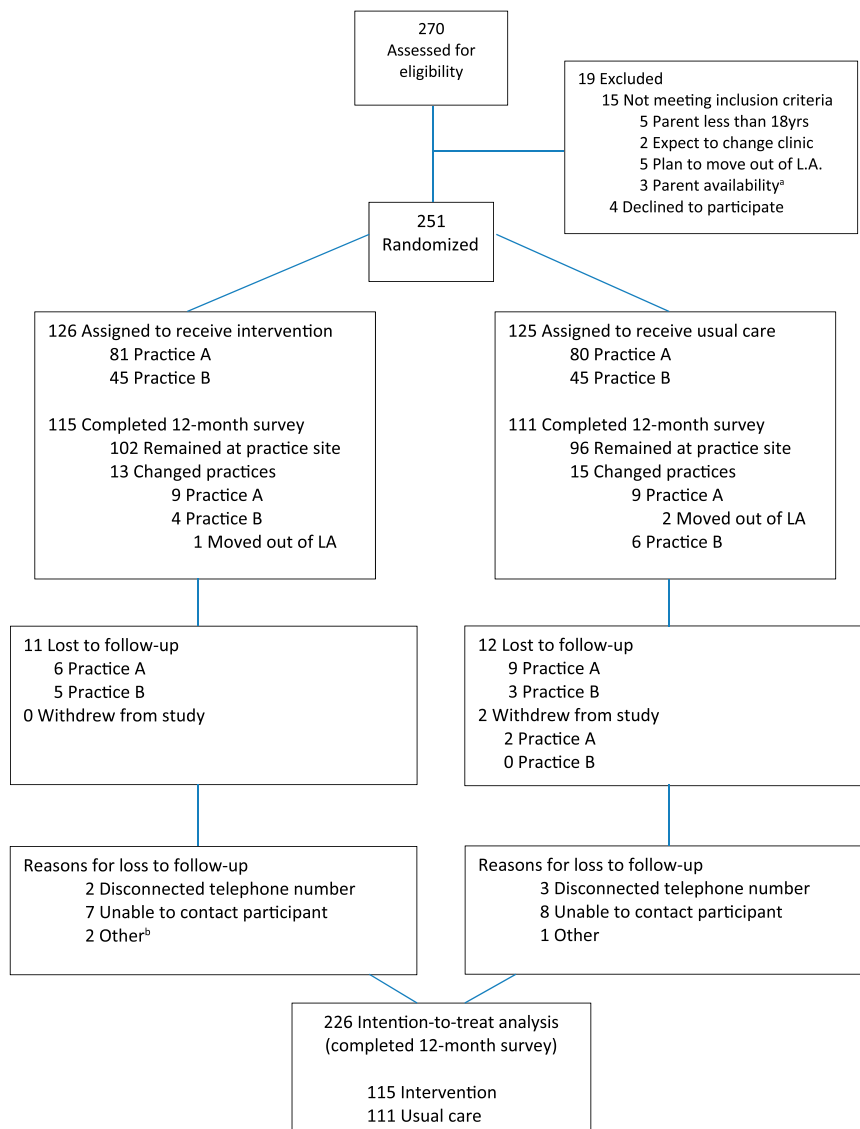 270
Assessed for
eligibility
19 Excluded
15 Not meeting inclusion criteria
5 Parent less than 18yrs
2 Expect to change clinic
5 Plan to move out of L.A.
3 Parent availabilityᵃ
4 Declined to participate
251
Randomized
126 Assigned to receive intervention
81 Practice A
45 Practice B
115 Completed 12-month survey
102 Remained at practice site
13 Changed practices
9 Practice A
4 Practice B
1 Moved out of LA
125 Assigned to receive usual care
80 Practice A
45 Practice B
111 Completed 12-month survey
96 Remained at practice site
15 Changed practices
9 Practice A
2 Moved out of LA
6 Practice B
11 Lost to follow-up
6 Practice A
5 Practice B
0 Withdrew from study
12 Lost to follow-up
9 Practice A
3 Practice B
2 Withdrew from study
2 Practice A
0 Practice B
Reasons for loss to follow-up
2 Disconnected telephone number
7 Unable to contact participant
2 Otherᵇ
Reasons for loss to follow-up
3 Disconnected telephone number
8 Unable to contact participant
1 Other
226 Intention-to-treat analysis
(completed 12-month survey)
115 Intervention
111 Usual care